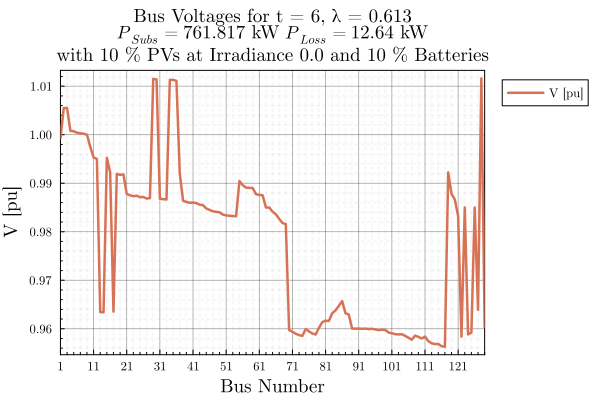 Bus Voltages for t = 6, λ = 0.613
P_Subs = 761.817 kW P_Loss = 12.64 kW
with 10 % PVs at Irradiance 0.0 and 10 % Batteries
V [pu]
1.01
1.00
0.99
0.98
0.97
0.96
V [pu]
1 11 21 31 41 51 61 71 81 91 101 111 121
Bus Number